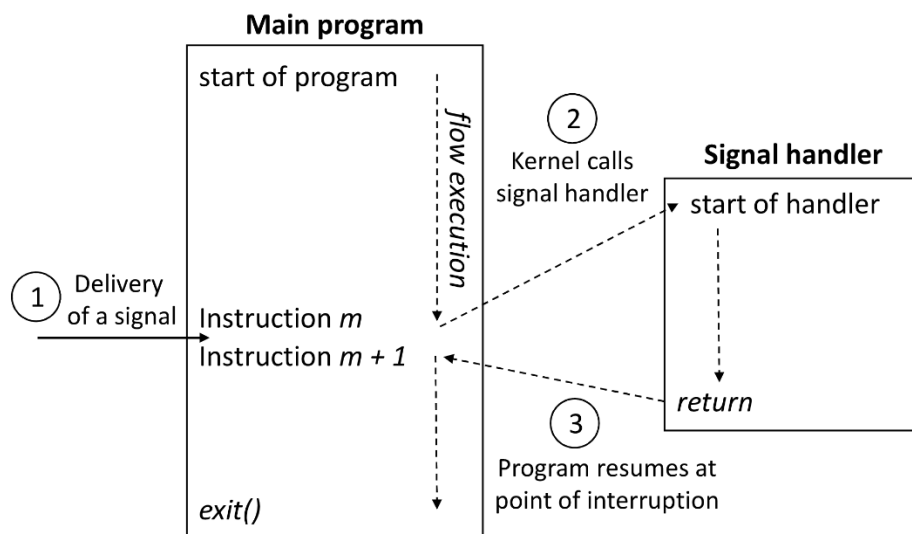 Main program
start of program
flow execution
2
Kernel calls
signal handler
Signal handler
start of handler
1
Delivery
of a signal
Instruction m
Instruction m + 1
return
3
Program resumes at
point of interruption
exit()